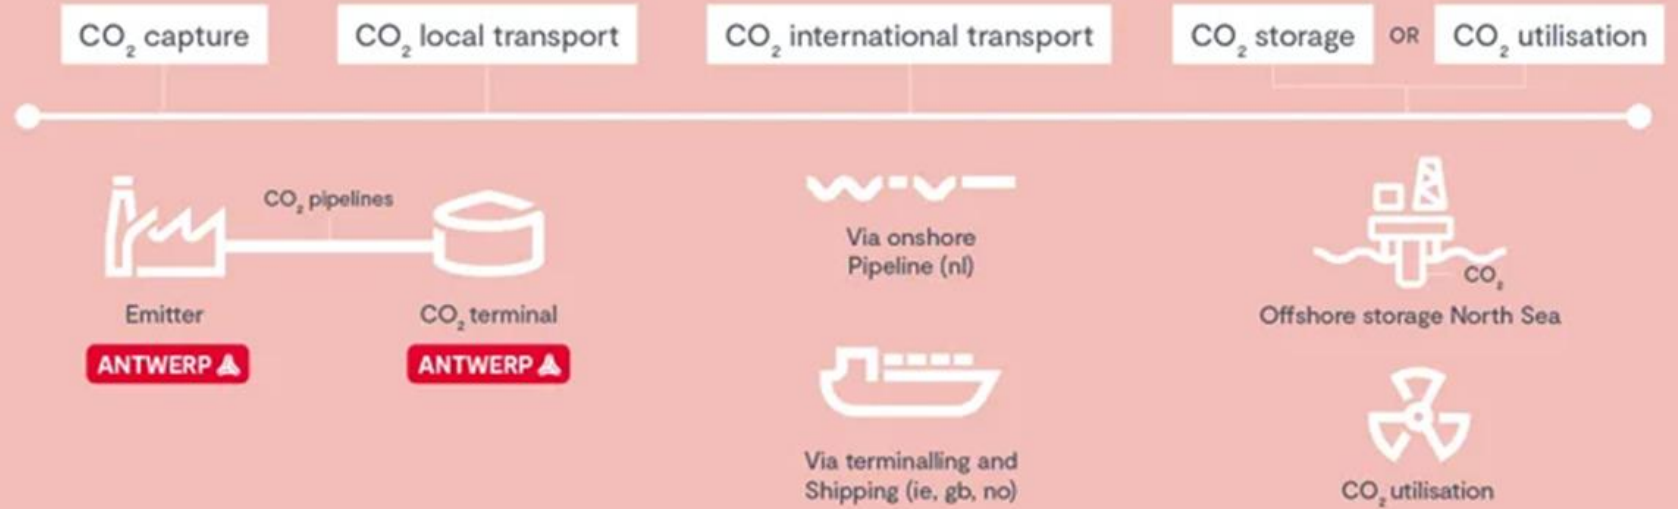 CO₂ capture
CO₂ local transport
CO₂ international transport
CO₂ storage
OR
CO₂ utilisation
CO₂ pipelines
Emitter
ANTWERP
CO₂ terminal
ANTWERP
Via onshore
Pipeline (nl)
Via terminalling and
Shipping (ie, gb, no)
CO₂
Offshore storage North Sea
CO₂ utilisation